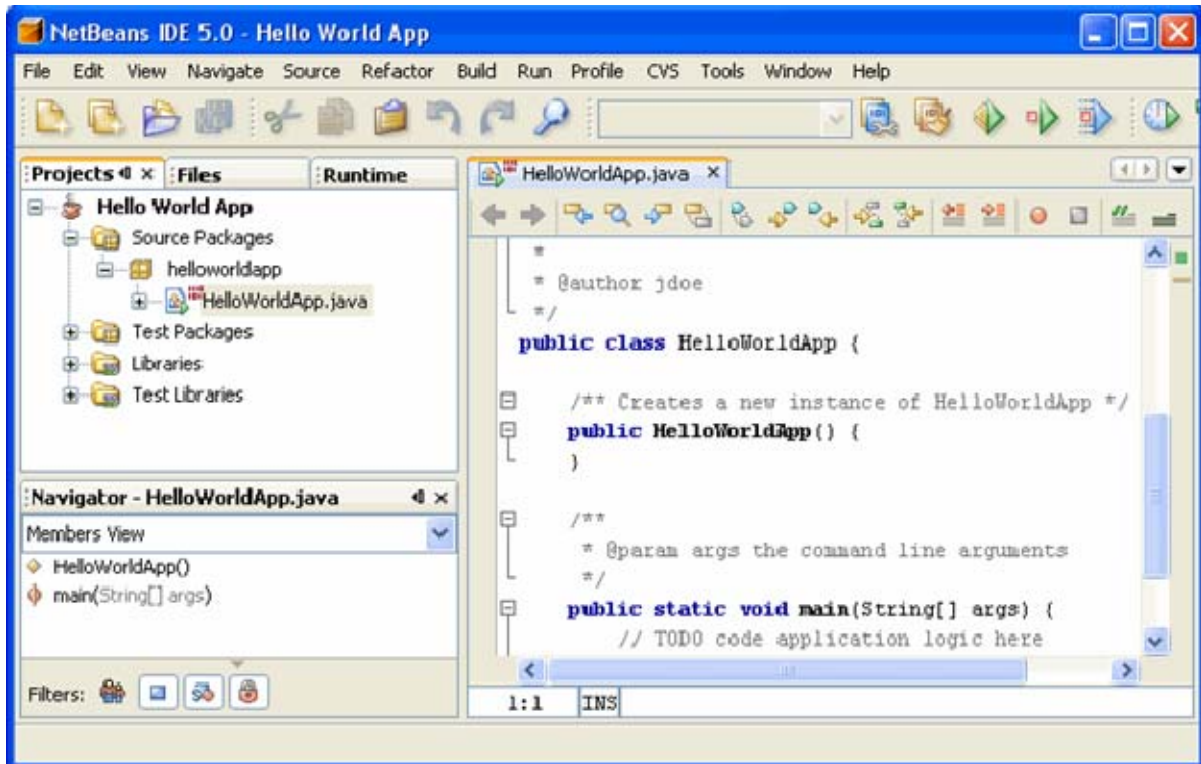 NetBeans IDE 5.0 - Hello World App
File Edit View Navigate Source Refactor Build Run Profile CVS Tools Window Help
Projects Files Runtime
Hello World App
Source Packages
helloworldapp
HelloWorldApp.java
Test Packages
Libraries
Test Libraries
Navigator - HelloWorldApp.java
Members View
HelloWorldApp()
main(String[] args)
Filters:
HelloWorldApp.java
*
* @author jdoe
*/
public class HelloWorldApp {
/** Creates a new instance of HelloWorldApp */
public HelloWorldApp() {
}
/**
* @param args the command line arguments
*/
public static void main(String[] args) {
// TODO code application logic here
1:1 INS